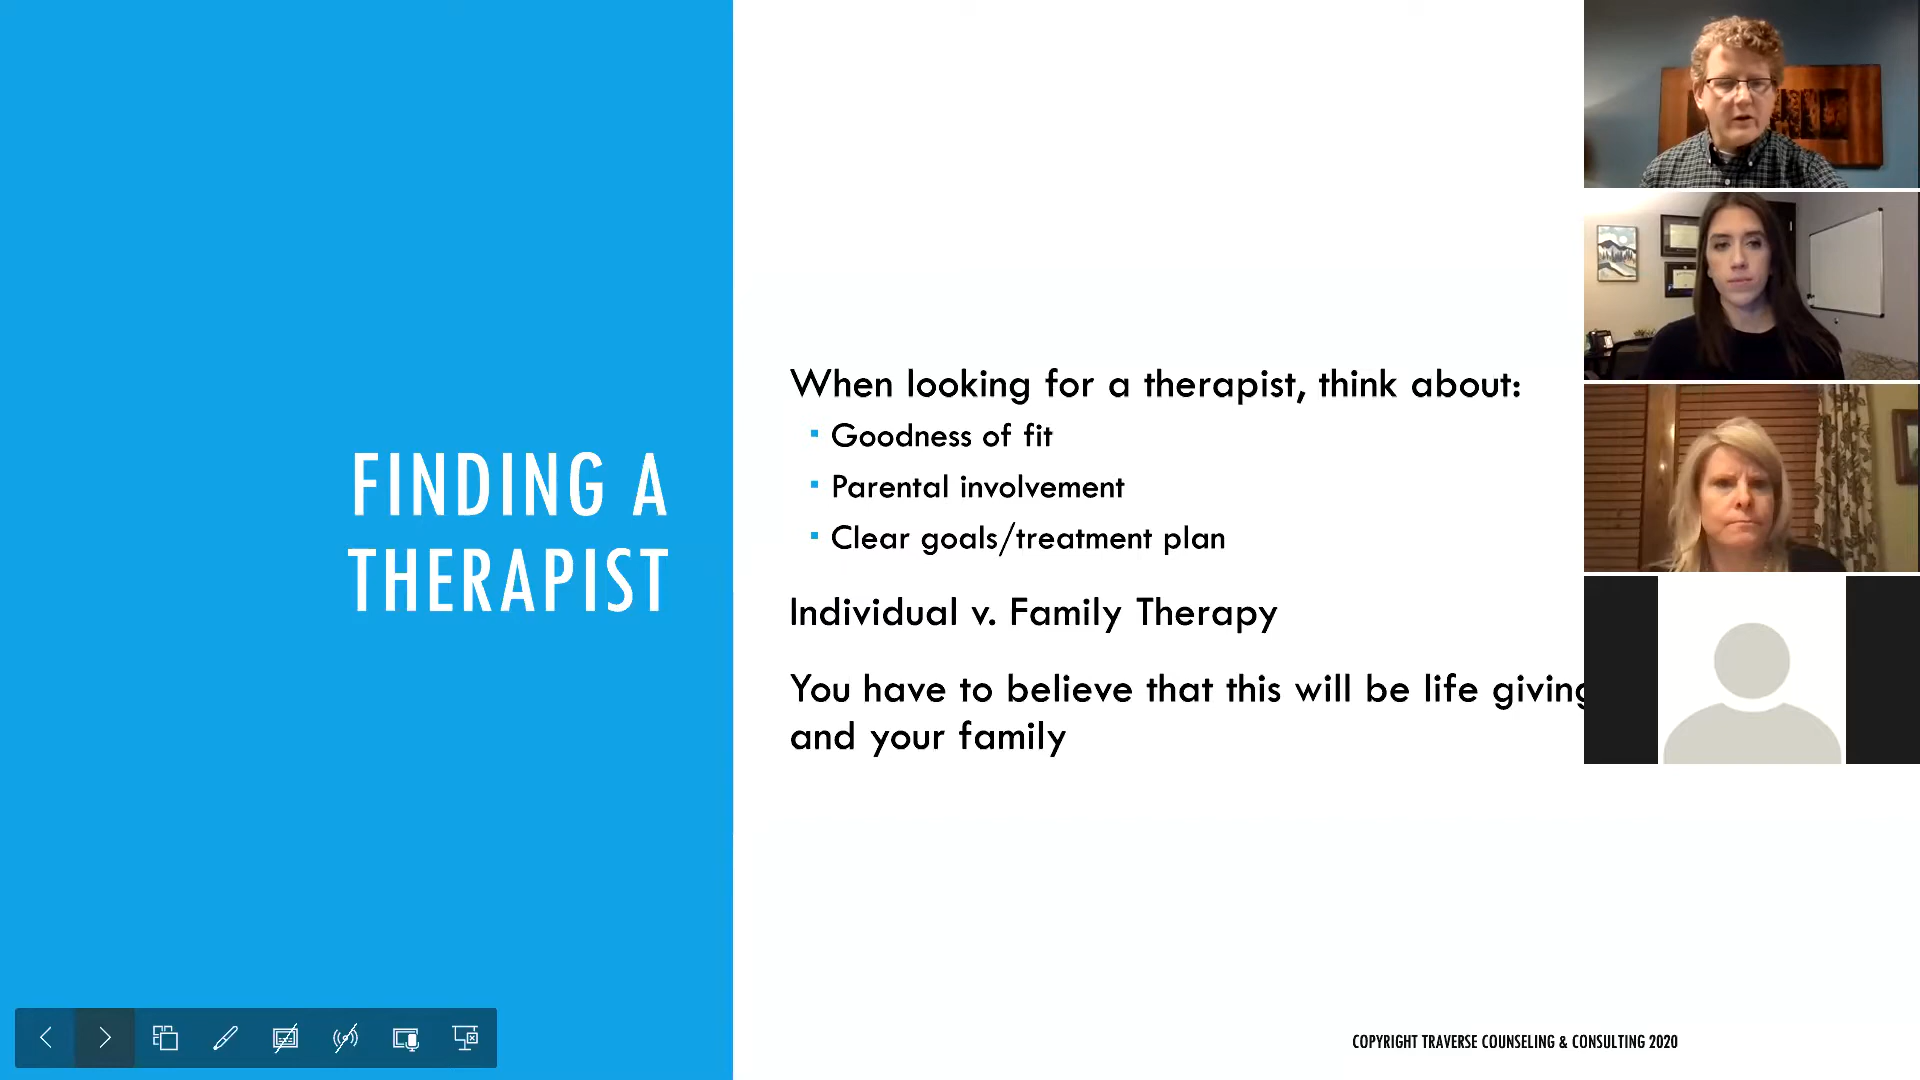 FINDING A
THERAPIST
When looking for a therapist, think about:
Goodness of fit
Parental involvement
Clear goals/treatment plan
Individual v. Family Therapy
You have to believe that this will be life giving
and your family
COPYRIGHT TRAVERSE COUNSELING & CONSULTING 2020